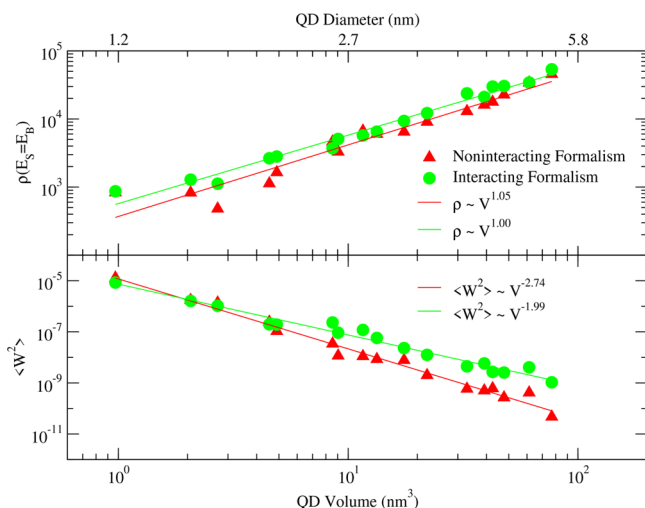 QD Diameter (nm)
1.2 2.7 5.8
10^5
10^4
10^3
ρ(E_S=E_B)
Noninteracting Formalism
Interacting Formalism
ρ ~ V^1.05
ρ ~ V^1.00
10^-5
10^-7
10^-9
10^-11
<W^2>
<W^2> ~ V^-2.74
<W^2> ~ V^-1.99
10^0 10^1 10^2
QD Volume (nm^3)